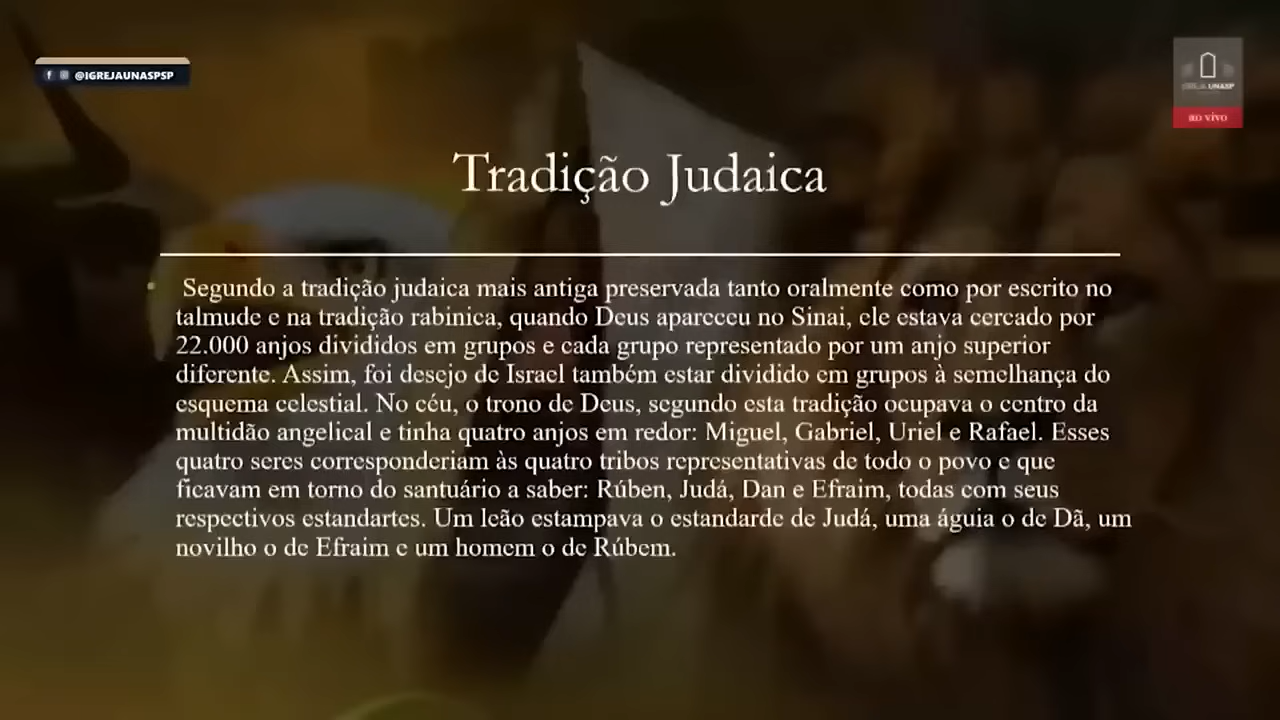 @IGREJAUNASPSP
IGREJA UNASP
AO VIVO
Tradição Judaica
Segundo a tradição judaica mais antiga preservada tanto oralmente como por escrito no
talmude e na tradição rabinica, quando Deus apareceu no Sinai, ele estava cercado por
22.000 anjos divididos em grupos e cada grupo representado por um anjo superior
diferente. Assim, foi desejo de Israel também estar dividido em grupos à semelhança do
esquema celestial. No céu, o trono de Deus, segundo esta tradição ocupava o centro da
multidão angelical e tinha quatro anjos em redor: Miguel, Gabriel, Uriel e Rafael. Esses
quatro seres corresponderiam às quatro tribos representativas de todo o povo e que
ficavam em torno do santuário a saber: Rúben, Judá, Dan e Efraim, todas com seus
respectivos estandartes. Um leão estampava o estandarde de Judá, uma águia o de Dã, um
novilho o de Efraim e um homem o de Rúbem.